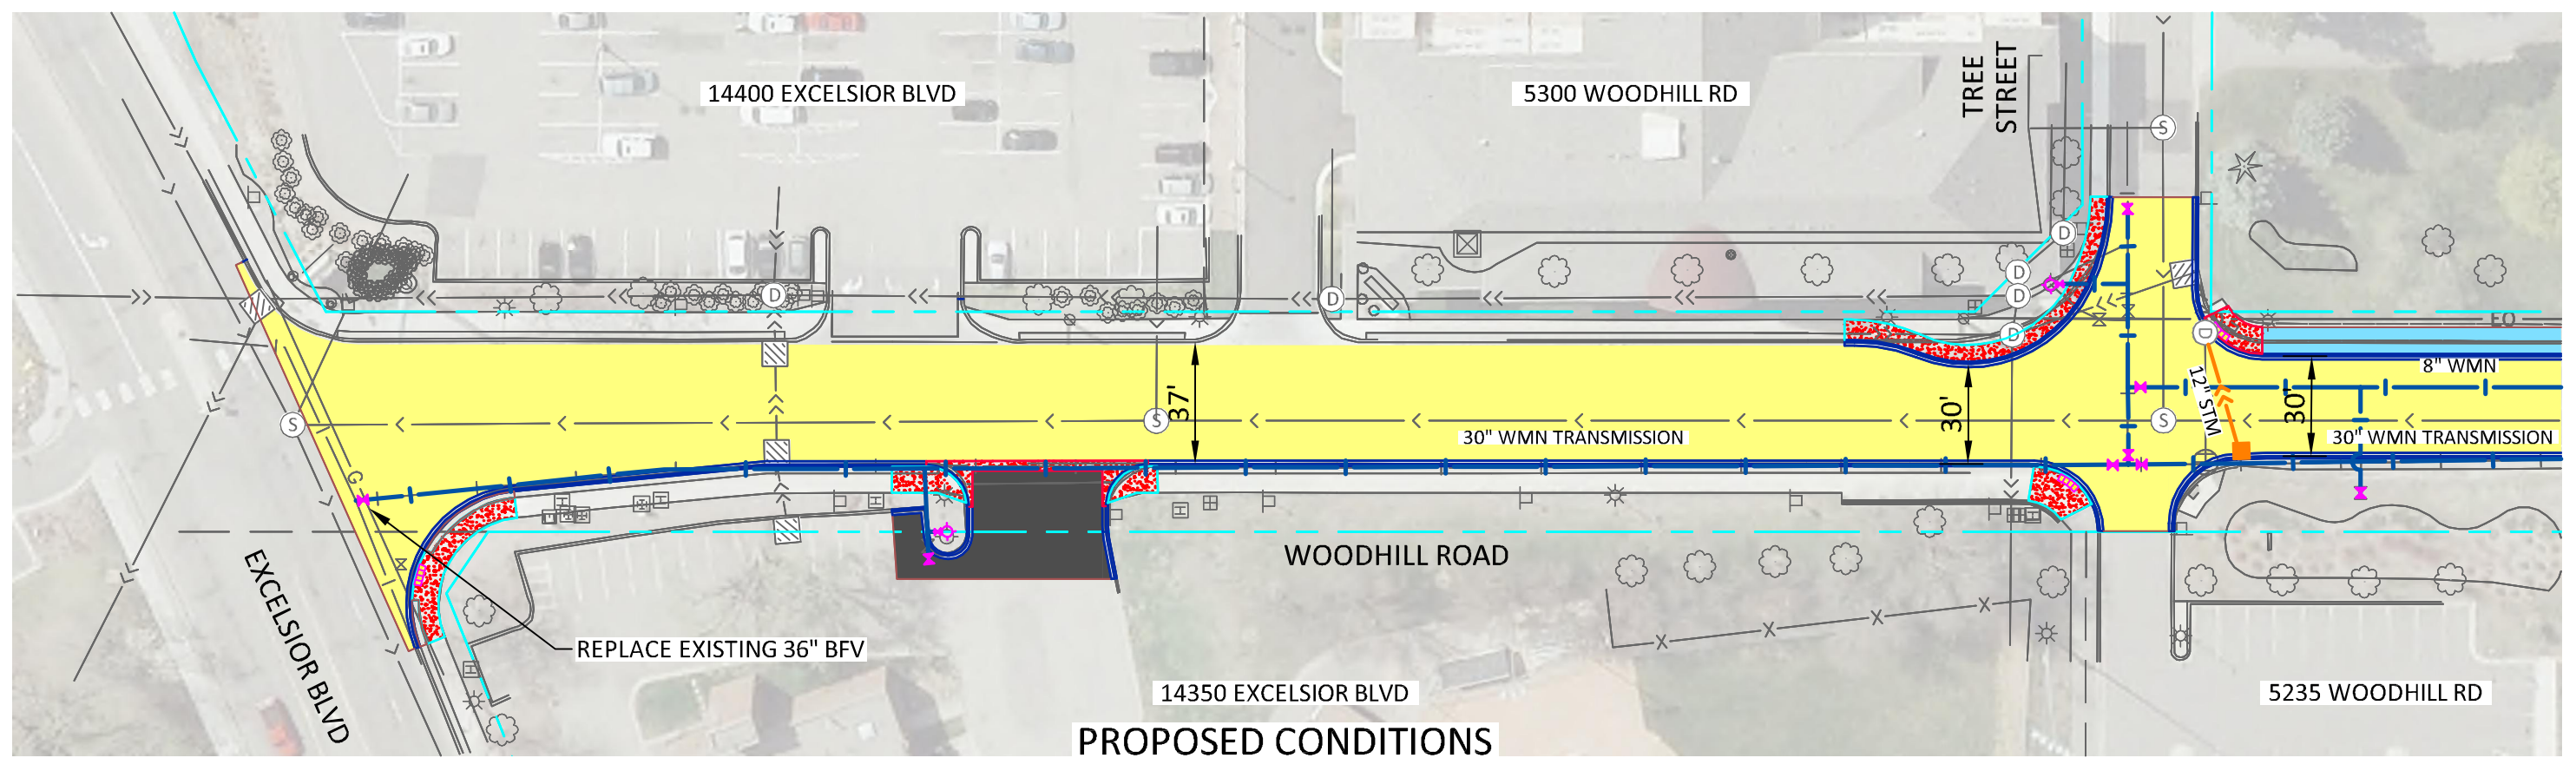 14400 EXCELSIOR BLVD
5300 WOODHILL RD
TREE
STREET
S
D
D
D
D
D
D
D
EO
8" WMN
12" STM
37'
30'
30'
S
S
S
30" WMN TRANSMISSION
30" WMN TRANSMISSION
G
WOODHILL ROAD
EXCELSIOR BLVD
REPLACE EXISTING 36" BFV
14350 EXCELSIOR BLVD
5235 WOODHILL RD
PROPOSED CONDITIONS